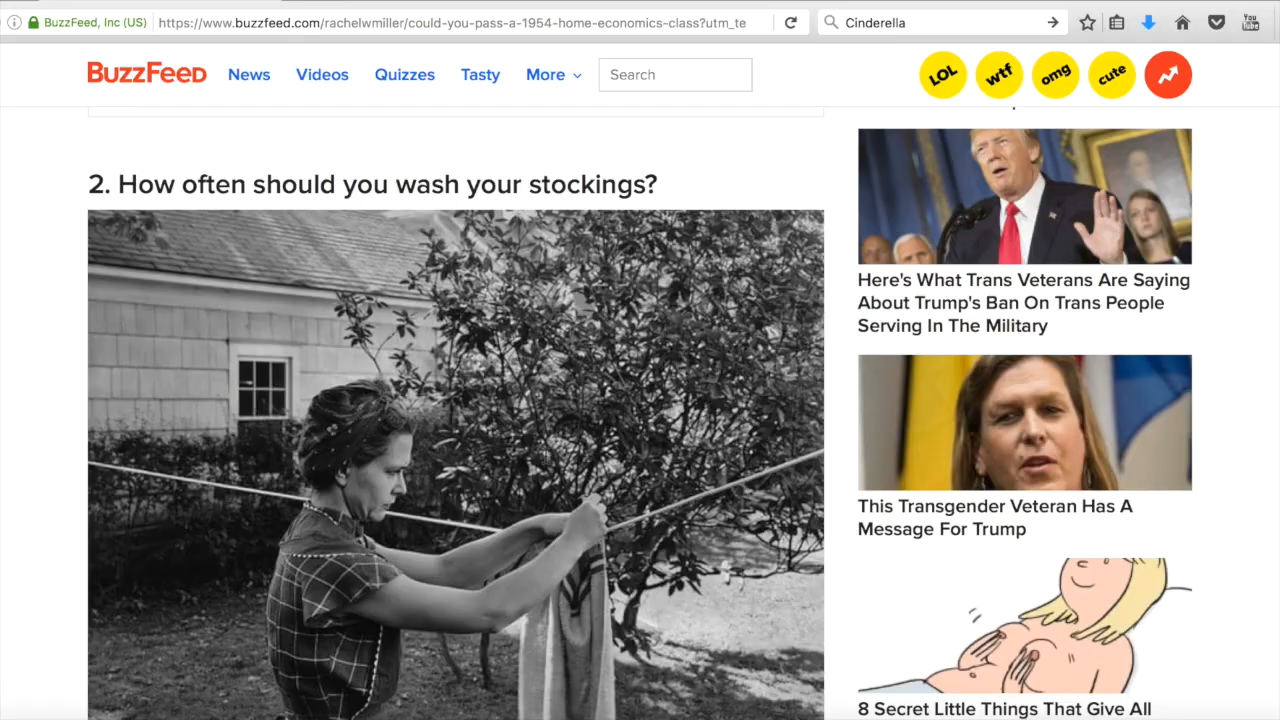 BuzzFeed, Inc (US)
https://www.buzzfeed.com/rachelwmiller/could-you-pass-a-1954-home-economics-class?utm_te
Cinderella
You
Tube
BuzzFeed
News
Videos
Quizzes
Tasty
More
Search
LOL
wtf
omg
cute
2. How often should you wash your stockings?
Here's What Trans Veterans Are Saying
About Trump's Ban On Trans People
Serving In The Military
This Transgender Veteran Has A
Message For Trump
8 Secret Little Things That Give All